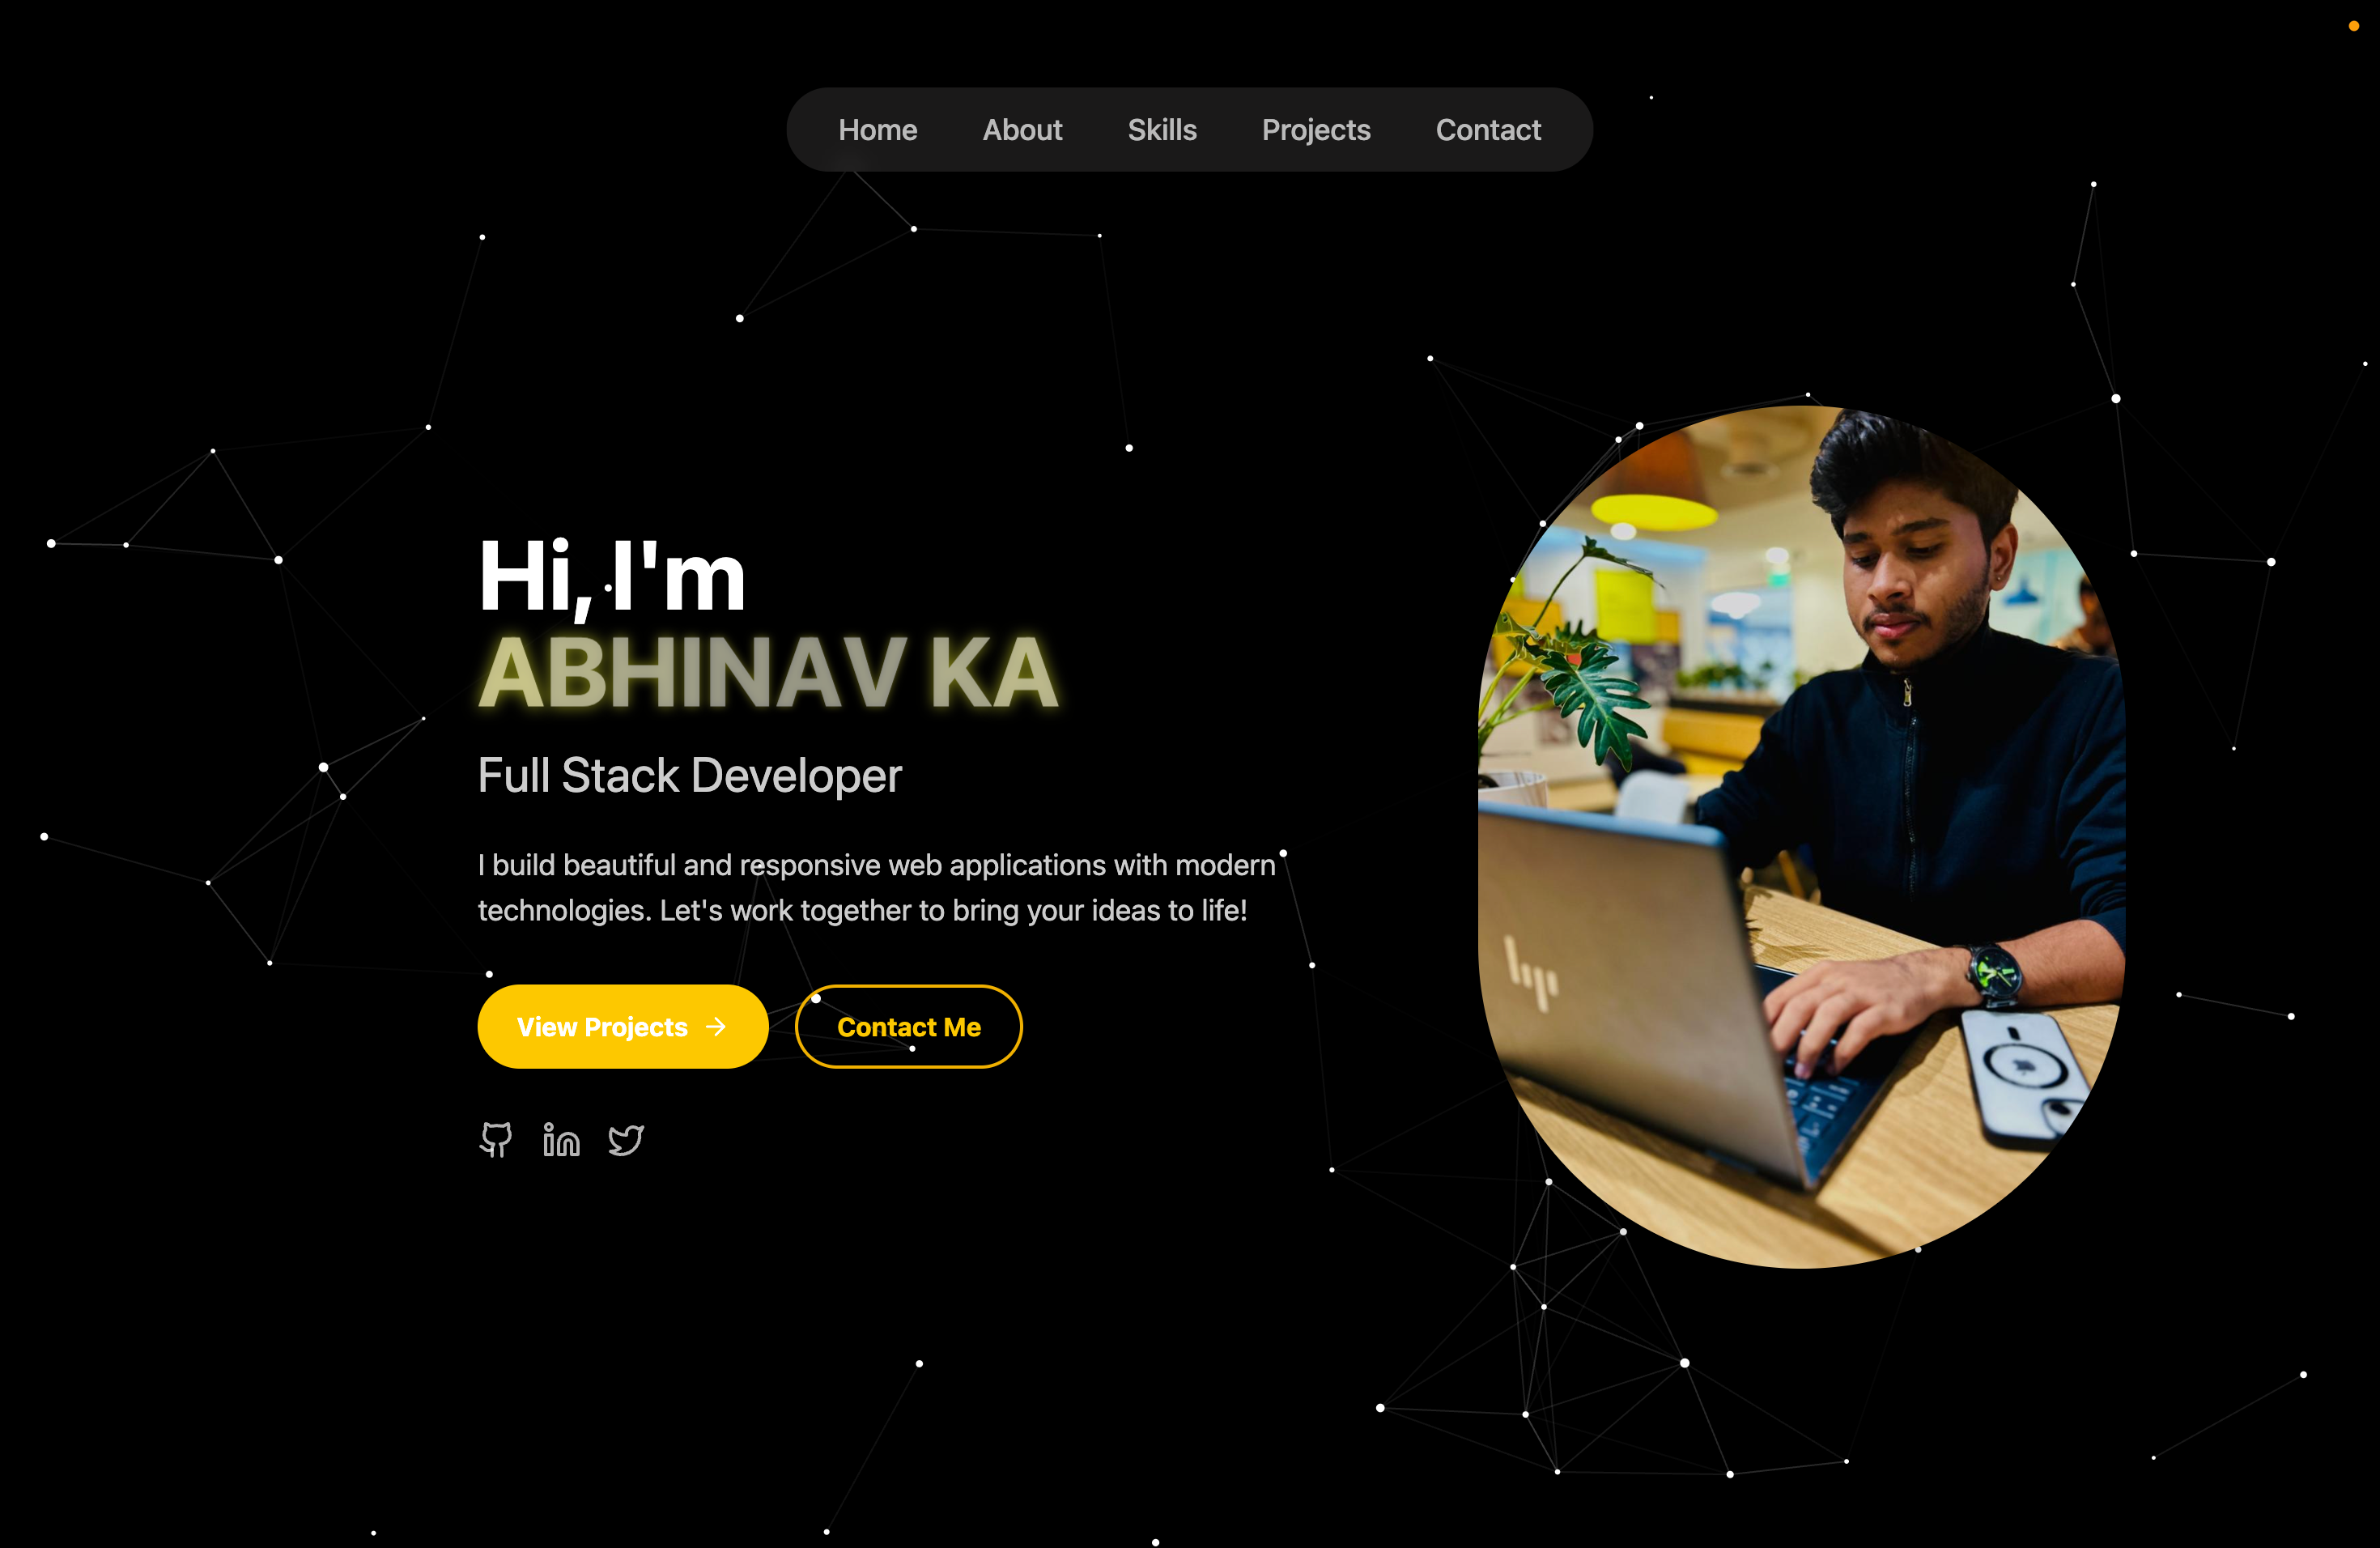 Home About Skills Projects Contact
Hi, I'm
ABHINAV KA
Full Stack Developer
I build beautiful and responsive web applications with modern
technologies. Let's work together to bring your ideas to life!
View Projects → Contact Me
hp